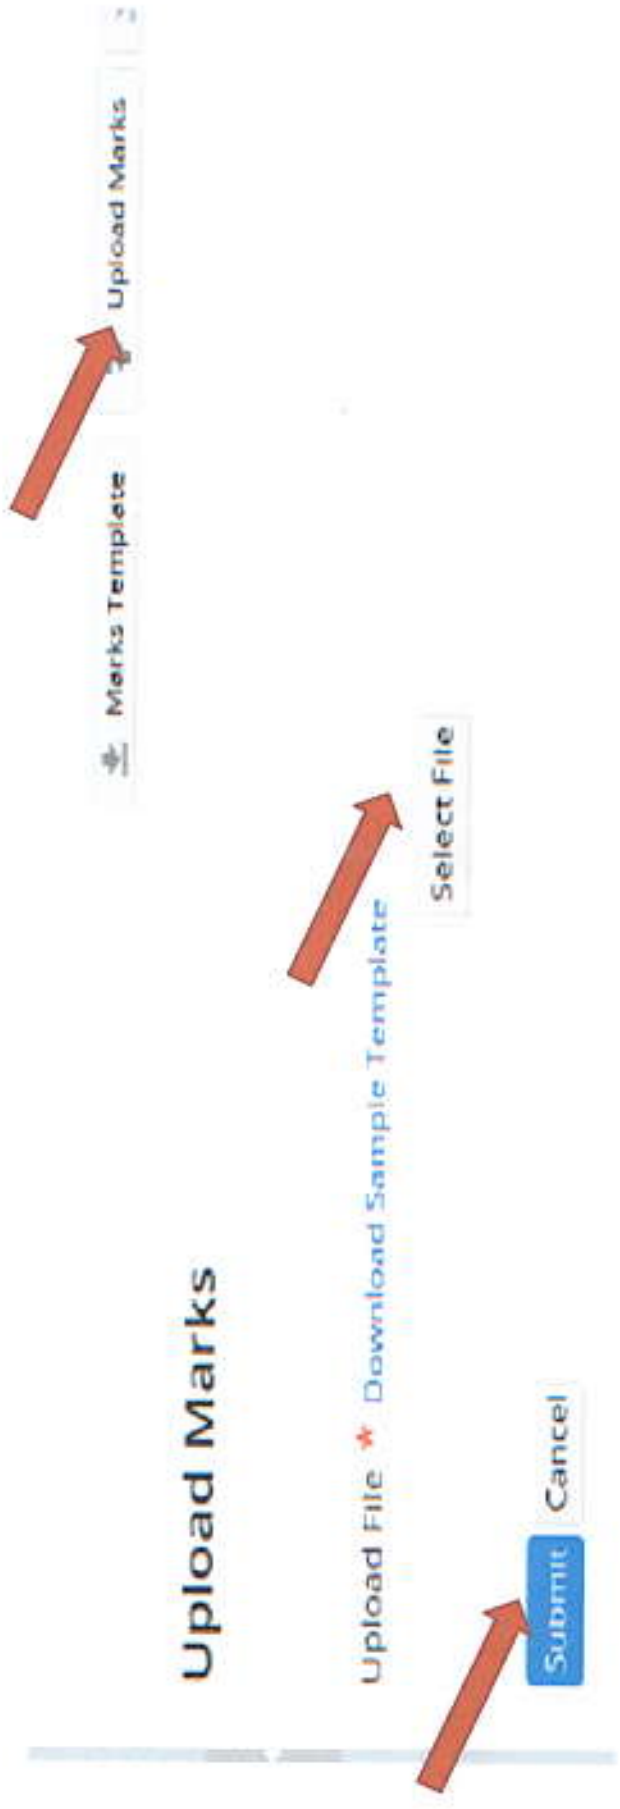 Marks Template Upload Marks
Upload Marks
Upload File * Download Sample Template
Select File
Submit Cancel